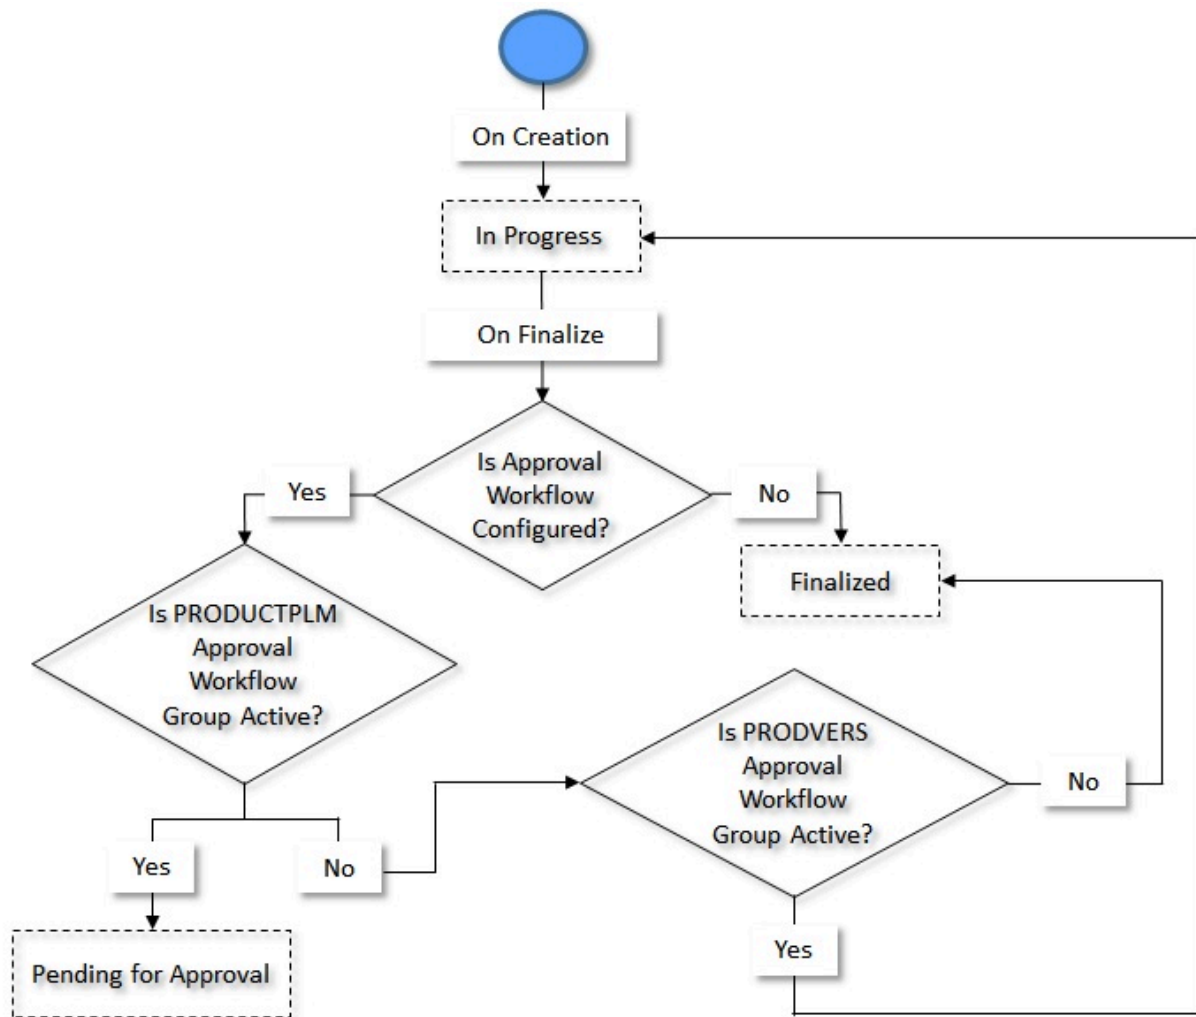 On Creation
In Progress
On Finalize
Is Approval
Workflow
Configured?
Yes
No
Finalized
Is PRODUCTPLM
Approval
Workflow
Group Active?
Is PRODVERS
Approval
Workflow
Group Active?
No
Yes
No
Pending for Approval
Yes